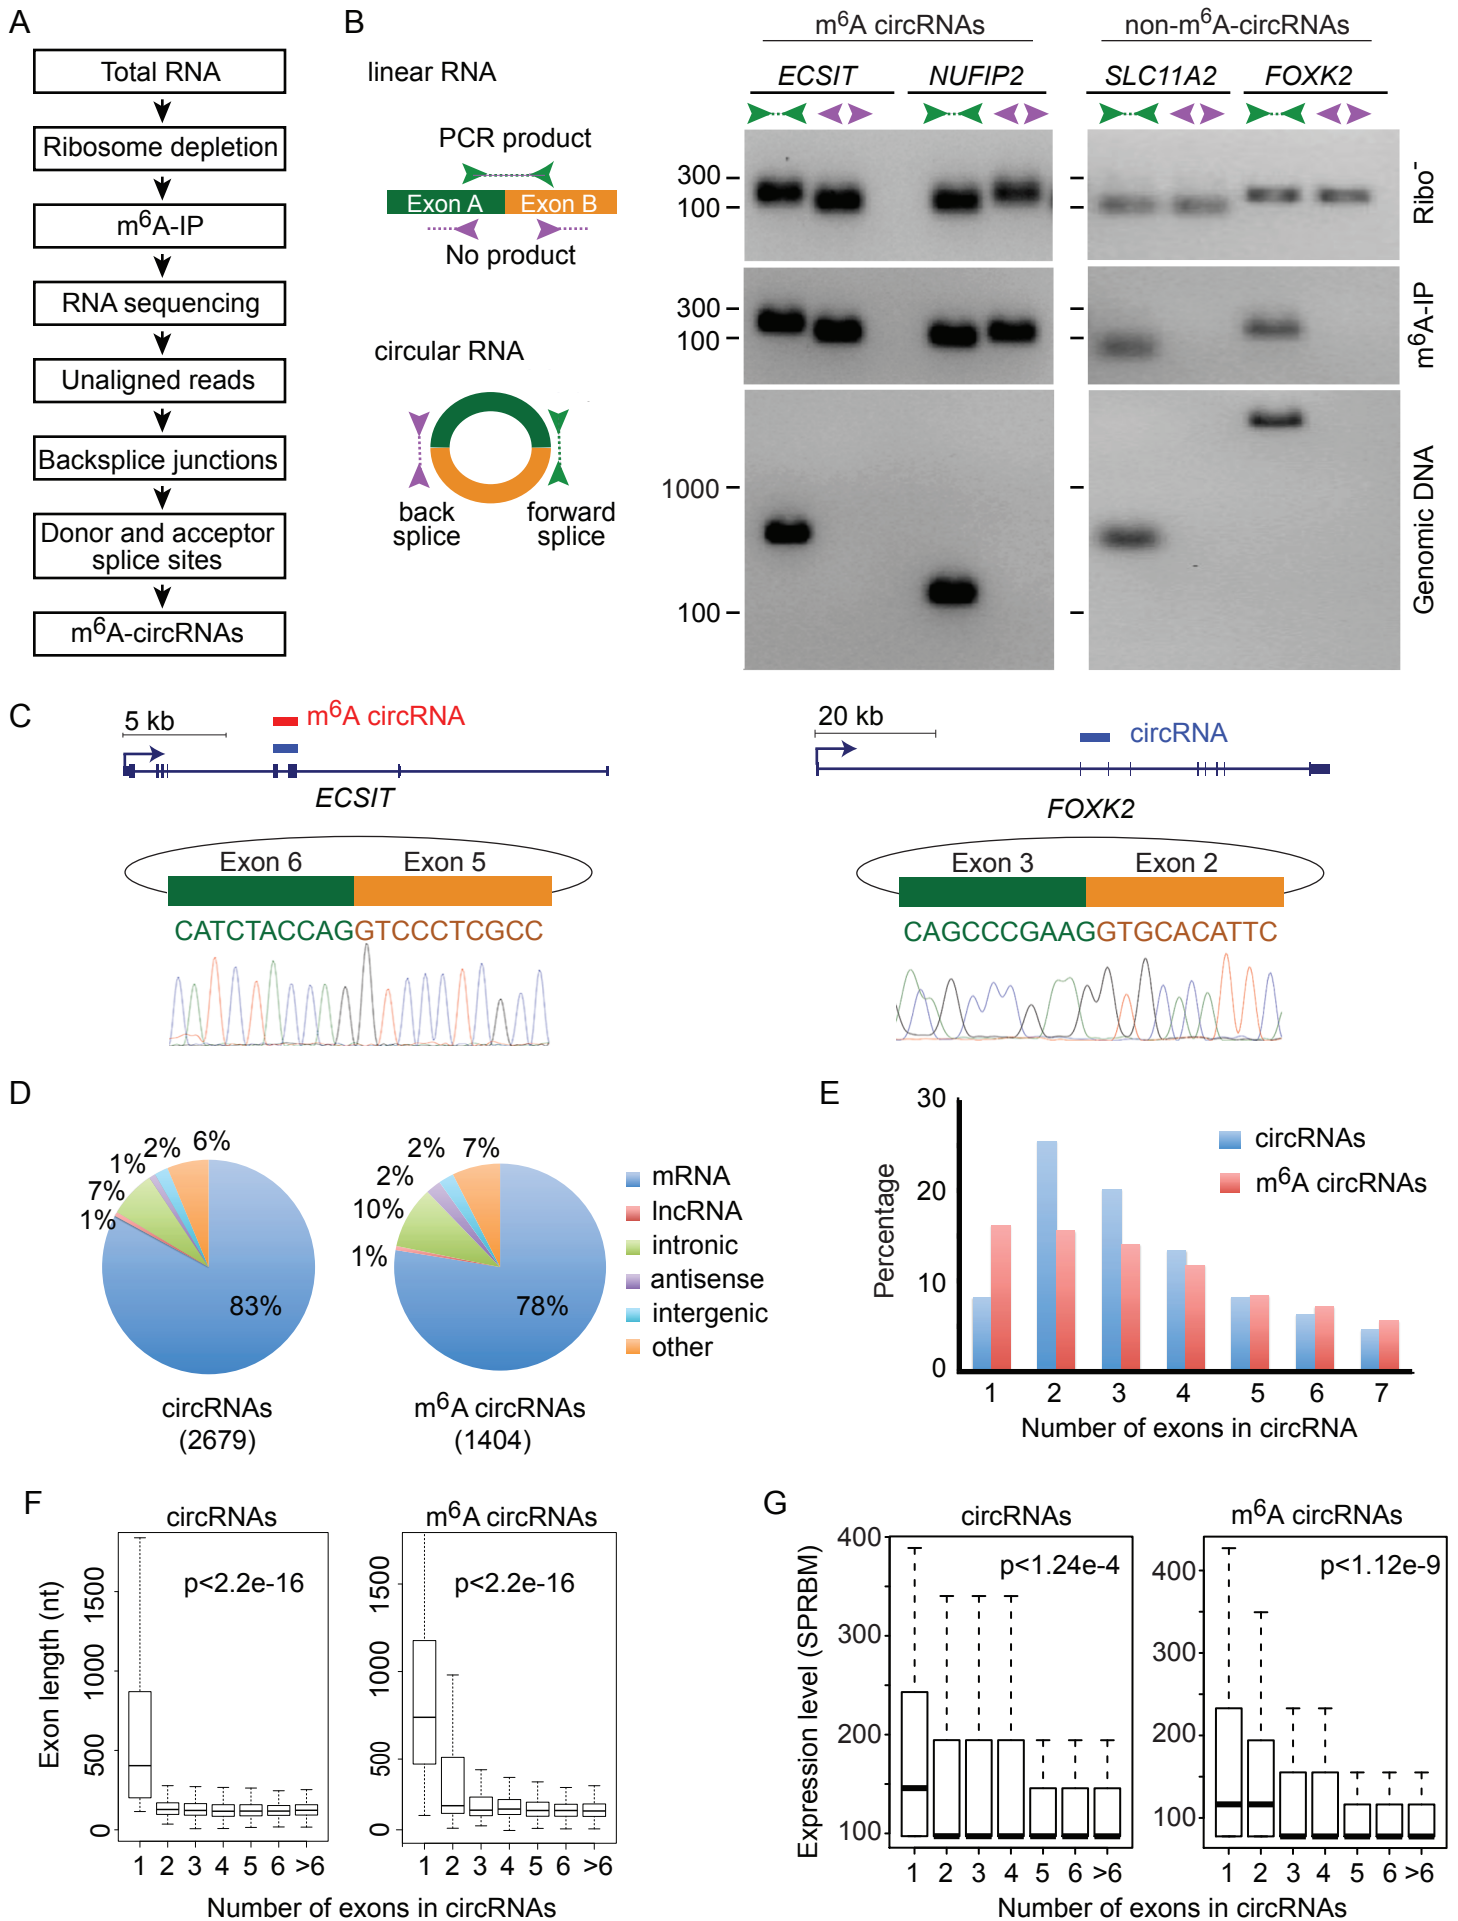 A
Total RNA
Ribosome depletion
m6A-IP
RNA sequencing
Unaligned reads
Backsplice junctions
Donor and acceptor
splice sites
m6A-circRNAs
B
linear RNA
PCR product
Exon A
Exon B
No product
circular RNA
back
splice
forward
splice
m6A circRNAs
non-m6A-circRNAs
ECSIT
NUFIP2
SLC11A2
FOXK2
300
100
Ribo-
300
100
m6A-IP
1000
100
Genomic DNA
C
5 kb
m6A circRNA
ECSIT
Exon 6
Exon 5
CATCTACCAGGTCCCTCGCC
20 kb
circRNA
FOXK2
Exon 3
Exon 2
CAGCCCGAAGGTGCACATTC
D
1%
7%
1%
2%
6%
83%
circRNAs
(2679)
1%
10%
2%
2%
7%
78%
m6A circRNAs
(1404)
mRNA
lncRNA
intronic
antisense
intergenic
other
E
Percentage
30
20
10
0
circRNAs
m6A circRNAs
1 2 3 4 5 6 7
Number of exons in circRNA
F
circRNAs
m6A circRNAs
Exon length (nt)
1500
1000
500
0
p<2.2e-16
1500
1000
500
0
p<2.2e-16
1 2 3 4 5 6 >6
1 2 3 4 5 6 >6
Number of exons in circRNAs
G
circRNAs
m6A circRNAs
Expression level (SPRBM)
400
300
200
100
p<1.24e-4
400
300
200
100
p<1.12e-9
1 2 3 4 5 6 >6
1 2 3 4 5 6 >6
Number of exons in circRNAs